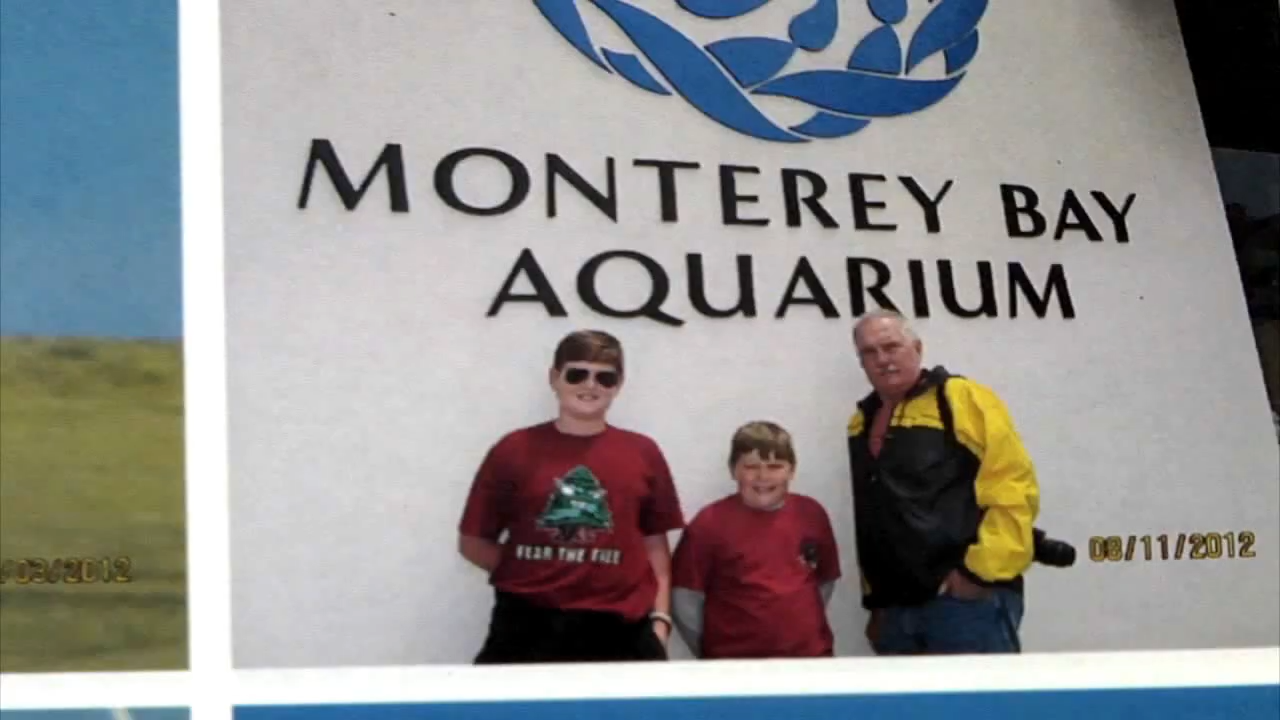 MONTEREY BAY
AQUARIUM
FEAR THE TREE
08/11/2012
/03/2012